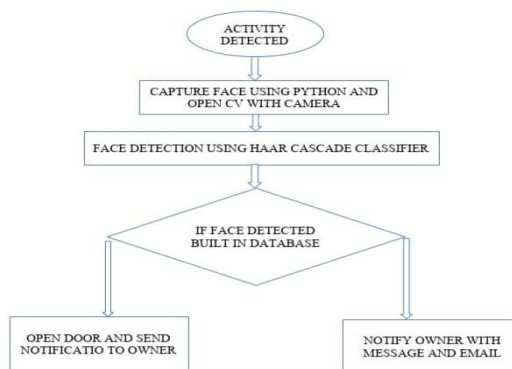 ACTIVITY
DETECTED
CAPTURE FACE USING PYTHON AND
OPEN CV WITH CAMERA
FACE DETECTION USING HAAR CASCADE CLASSIFIER
IF FACE DETECTED
BUILT IN DATABASE
OPEN DOOR AND SEND
NOTIFICATIO TO OWNER
NOTIFY OWNER WITH
MESSAGE AND EMAIL